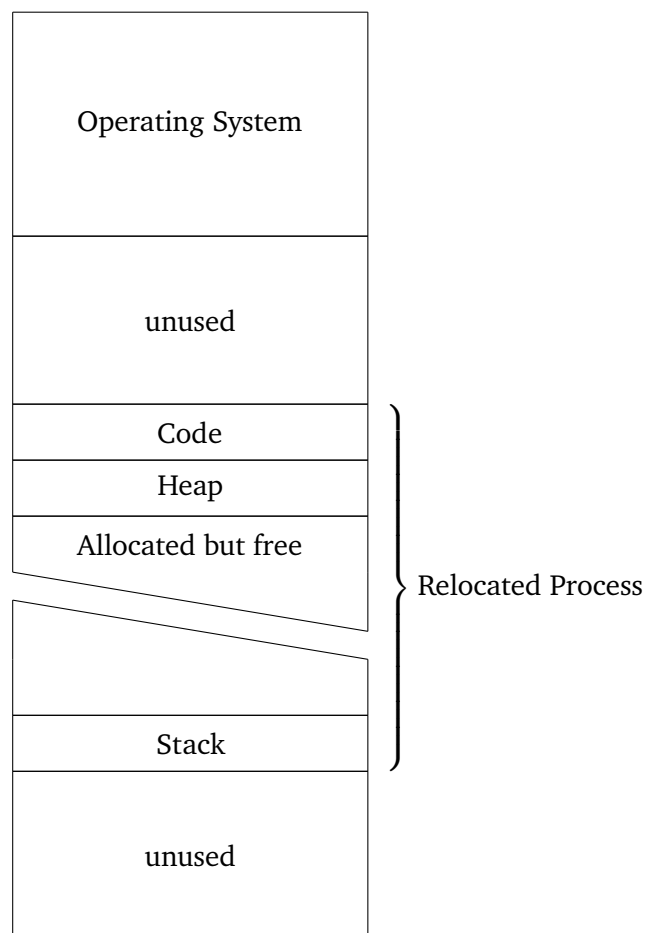 Operating System
unused
Code
Heap
Allocated but free
Relocated Process
Stack
unused